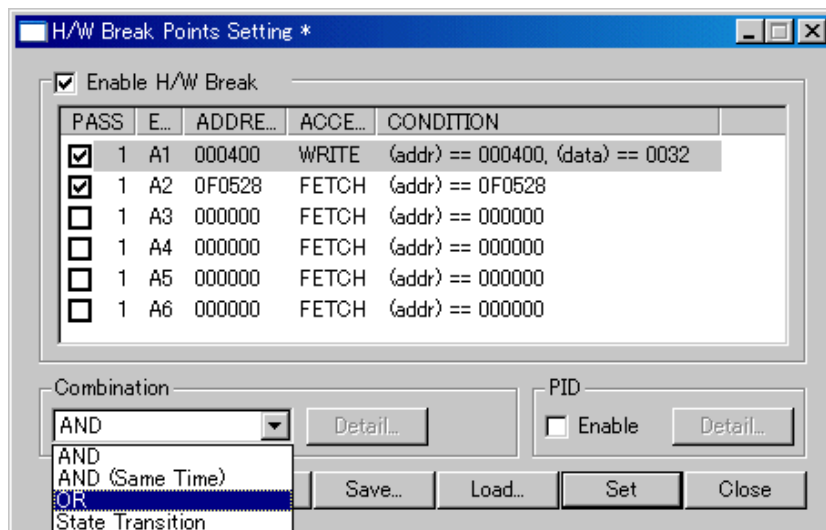 H/W Break Points Setting *
Enable H/W Break
PASS E... ADDRE... ACCE... CONDITION
1 A1 000400 WRITE (addr) == 000400, (data) == 0032
1 A2 0F0528 FETCH (addr) == 0F0528
1 A3 000000 FETCH (addr) == 000000
1 A4 000000 FETCH (addr) == 000000
1 A5 000000 FETCH (addr) == 000000
1 A6 000000 FETCH (addr) == 000000
Combination PID
AND Detail... Enable Detail...
AND
AND (Same Time)
OR
State Transition
Save... Load... Set Close